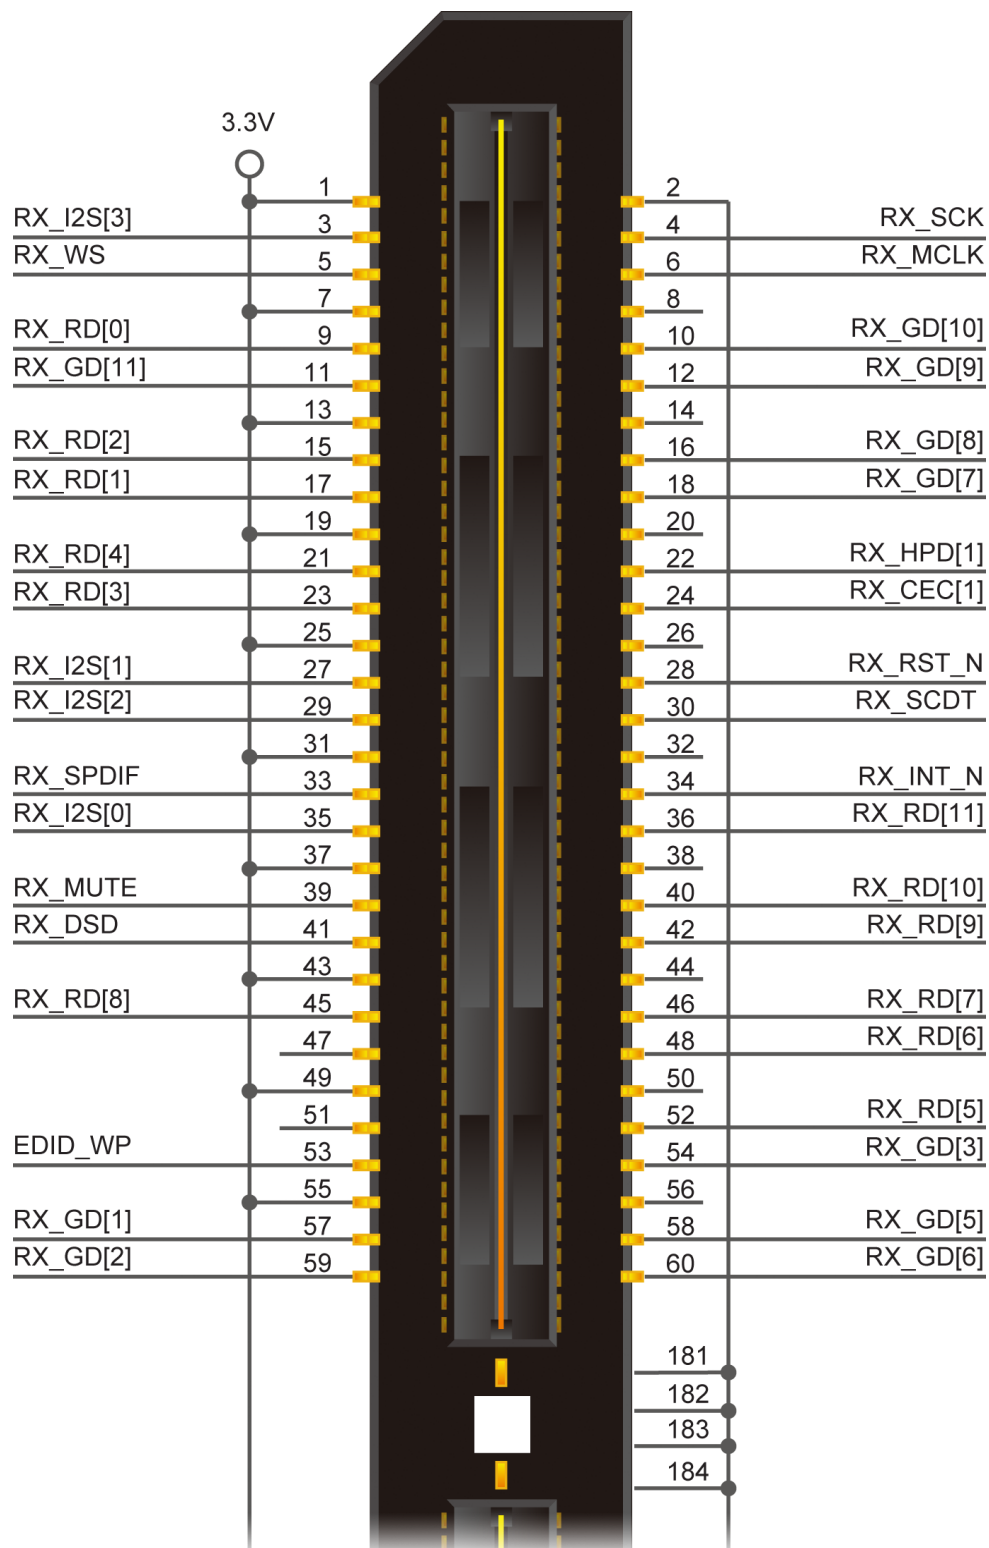 3.3V
1 2
RX_I2S[3] 3 4 RX_SCK
RX_WS 5 6 RX_MCLK
7 8
RX_RD[0] 9 10 RX_GD[10]
RX_GD[11] 11 12 RX_GD[9]
13 14
RX_RD[2] 15 16 RX_GD[8]
RX_RD[1] 17 18 RX_GD[7]
19 20
RX_RD[4] 21 22 RX_HPD[1]
RX_RD[3] 23 24 RX_CEC[1]
25 26
RX_I2S[1] 27 28 RX_RST_N
RX_I2S[2] 29 30 RX_SCDT
31 32
RX_SPDIF 33 34 RX_INT_N
RX_I2S[0] 35 36 RX_RD[11]
37 38
RX_MUTE 39 40 RX_RD[10]
RX_DSD 41 42 RX_RD[9]
43 44
RX_RD[8] 45 46 RX_RD[7]
47 48 RX_RD[6]
49 50
51 52 RX_RD[5]
EDID_WP 53 54 RX_GD[3]
55 56
RX_GD[1] 57 58 RX_GD[5]
RX_GD[2] 59 60 RX_GD[6]
181
182
183
184